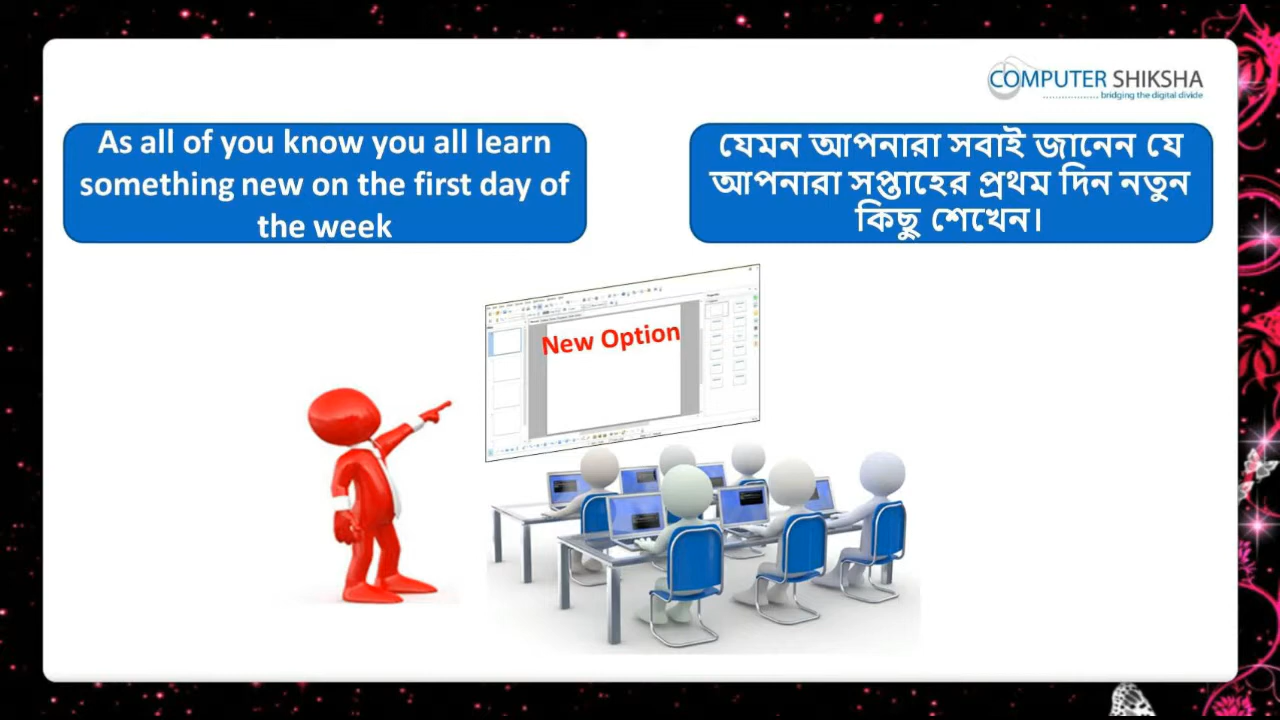 COMPUTER SHIKSHA
bridging the digital divide
As all of you know you all learn
something new on the first day of
the week
যেমন আপনারা সবাই জানেন যে
আপনারা সপ্তাহের প্রথম দিন নতুন
কিছু শেখেন।
New Option